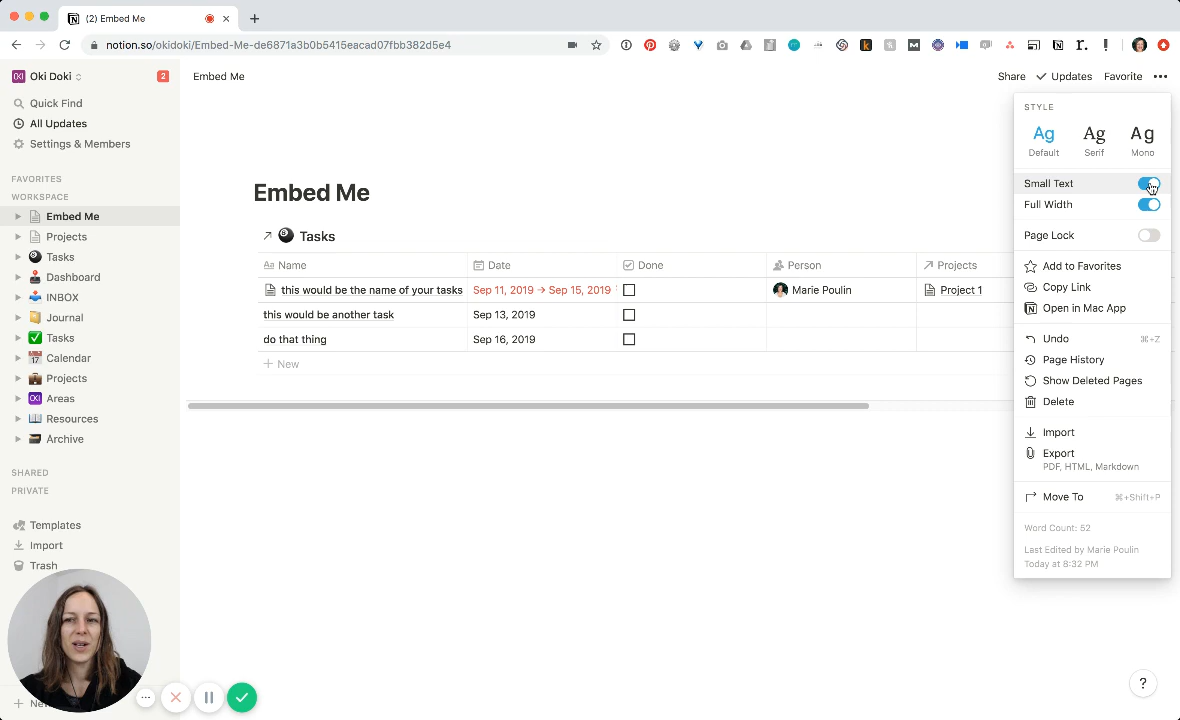 (2) Embed Me
notion.so/okidoki/Embed-Me-de6871a3b0b5415eacad07fbb382d5e4
OKI Oki Doki 2
Quick Find
All Updates
Settings & Members
FAVORITES
WORKSPACE
Embed Me
Projects
Tasks
Dashboard
INBOX
Journal
Tasks
Calendar
Projects
Areas
Resources
Archive
SHARED
PRIVATE
Templates
Import
Trash
Embed Me
Share Updates Favorite
Embed Me
Tasks
Aa Name Date Done Person Projects
this would be the name of your tasks Sep 11, 2019 → Sep 15, 2019 Marie Poulin Project 1
this would be another task Sep 13, 2019
do that thing Sep 16, 2019
+ New
STYLE
Ag Ag Ag
Default Serif Mono
Small Text
Full Width
Page Lock
Add to Favorites
Copy Link
Open in Mac App
Undo ⌘+Z
Page History
Show Deleted Pages
Delete
Import
Export
PDF, HTML, Markdown
Move To ⌘+Shift+P
Word Count: 52
Last Edited by Marie Poulin
Today at 8:32 PM
?